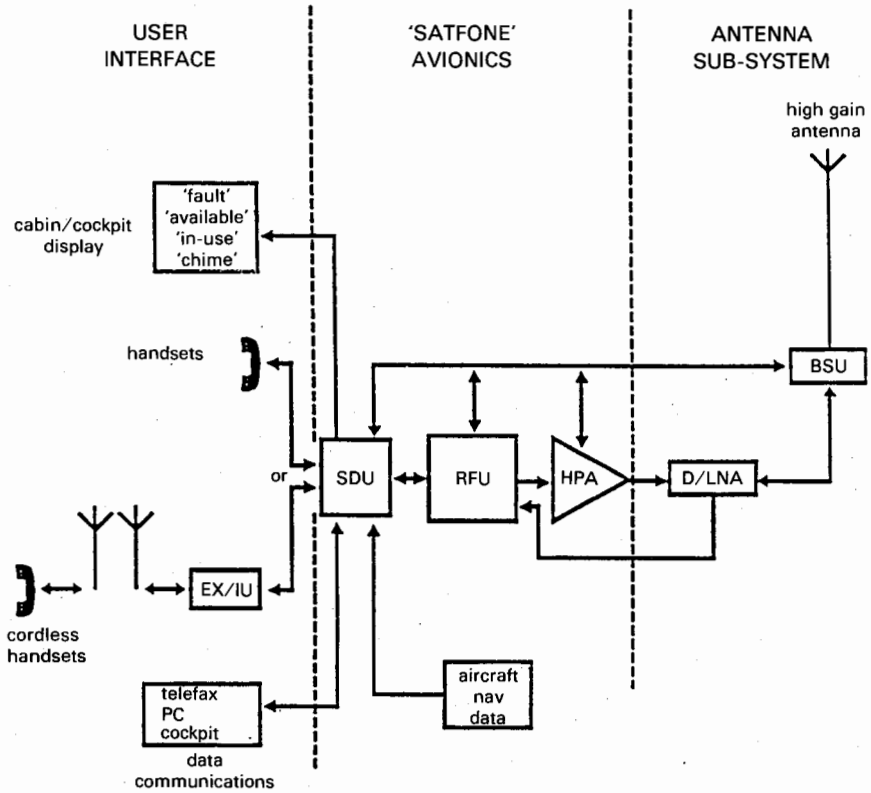 USER
INTERFACE
'SATFONE'
AVIONICS
ANTENNA
SUB-SYSTEM
high gain
antenna
cabin/cockpit
display
'fault'
'available'
'in-use'
'chime'
handsets
BSU
or
SDU
RFU
HPA
D/LNA
EX/IU
cordless
handsets
telefax
PC
cockpit
data
communications
aircraft
nav
data